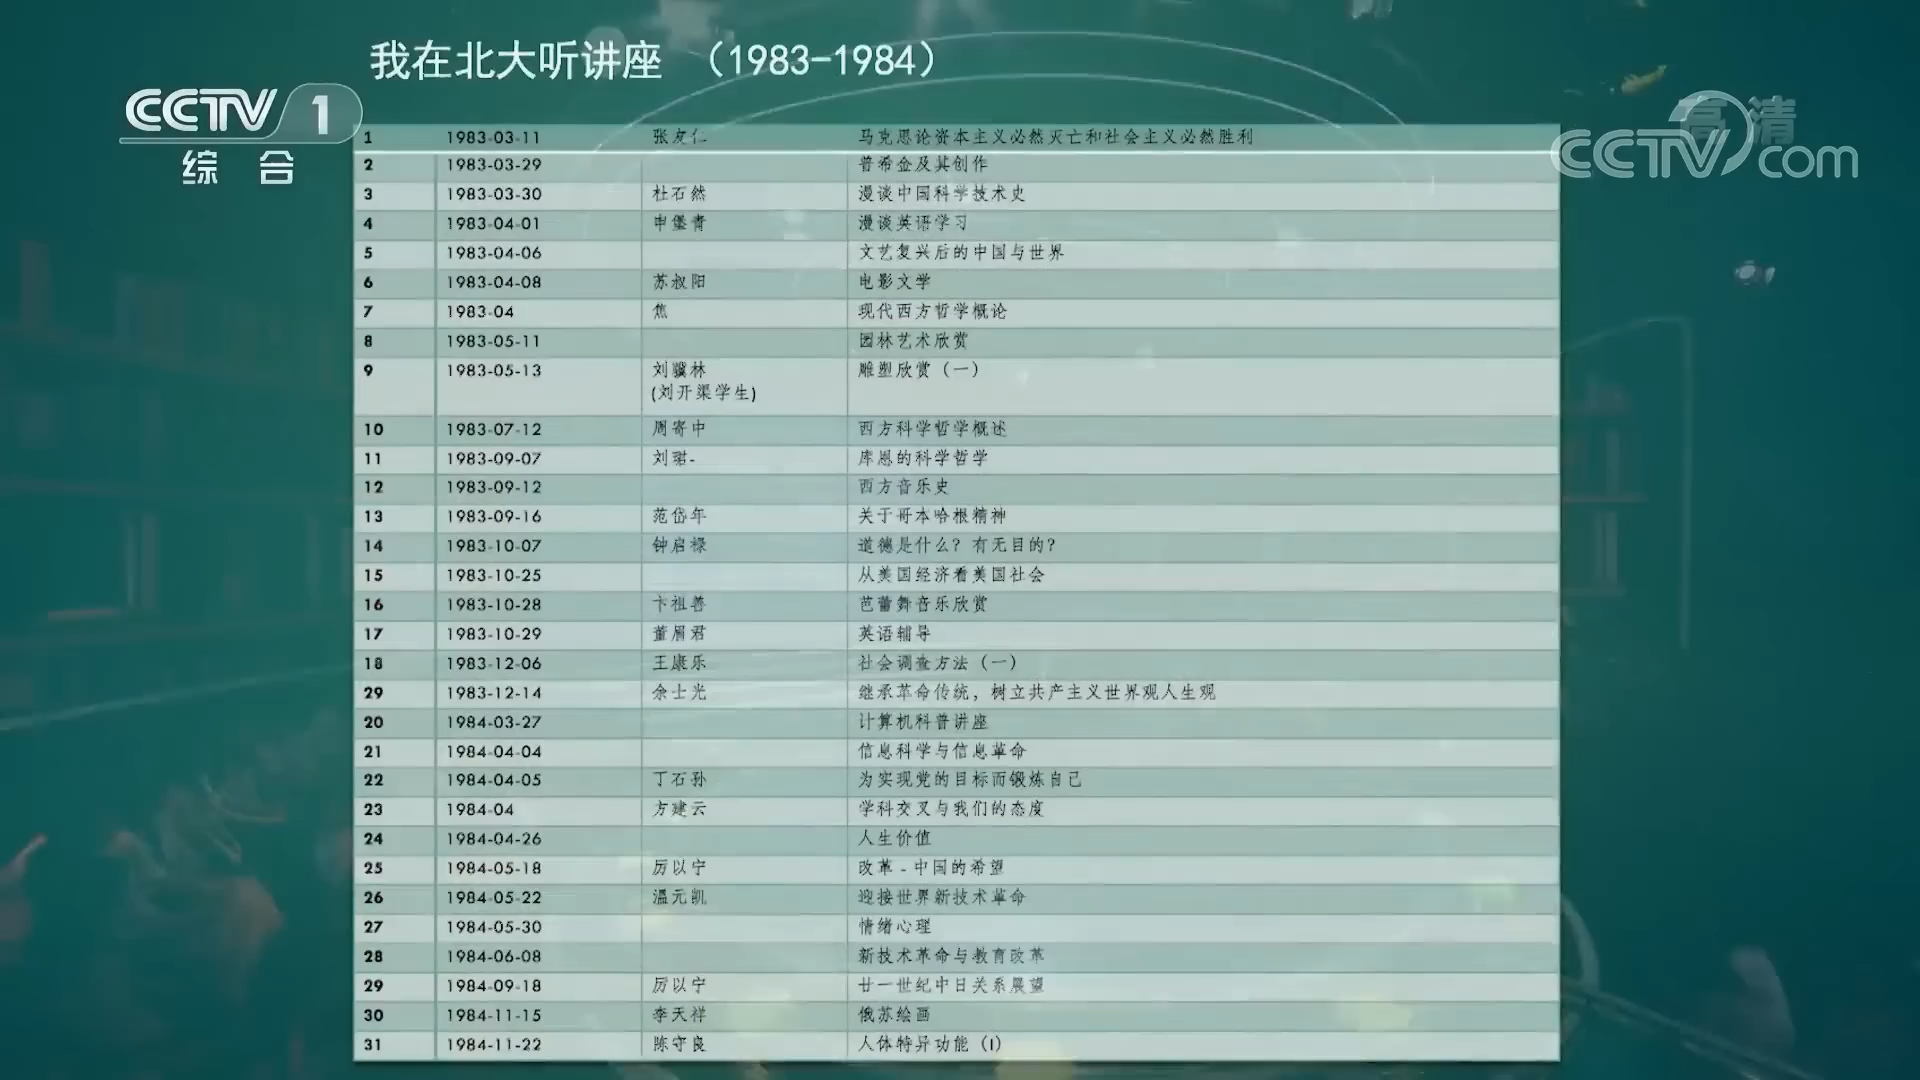 我在北大听讲座 （1983-1984）
CCTV 1
综合
高清
CCTV com
1 1983-03-11 张友仁 马克思论资本主义必然灭亡和社会主义必然胜利
2 1983-03-29 普希金及其创作
3 1983-03-30 杜石然 漫谈中国科学技术史
4 1983-04-01 申堡青 漫谈英语学习
5 1983-04-06 文艺复兴后的中国与世界
6 1983-04-08 苏叔阳 电影文学
7 1983-04 焦 现代西方哲学概论
8 1983-05-11 园林艺术欣赏
9 1983-05-13 刘骥林 雕塑欣赏（一）
(刘开渠学生)
10 1983-07-12 周寄中 西方科学哲学概述
11 1983-09-07 刘珺- 库恩的科学哲学
12 1983-09-12 西方音乐史
13 1983-09-16 范岱年 关于哥本哈根精神
14 1983-10-07 钟启禄 道德是什么？有无目的？
15 1983-10-25 从美国经济看美国社会
16 1983-10-28 卞祖善 芭蕾舞音乐欣赏
17 1983-10-29 董眉君 英语辅导
18 1983-12-06 王康乐 社会调查方法（一）
29 1983-12-14 余士光 继承革命传统，树立共产主义世界观人生观
20 1984-03-27 计算机科普讲座
21 1984-04-04 信息科学与信息革命
22 1984-04-05 丁石孙 为实现党的目标而锻炼自己
23 1984-04 方建云 学科交叉与我们的态度
24 1984-04-26 人生价值
25 1984-05-18 厉以宁 改革 - 中国的希望
26 1984-05-22 温元凯 迎接世界新技术革命
27 1984-05-30 情绪心理
28 1984-06-08 新技术革命与教育改革
29 1984-09-18 厉以宁 廿一世纪中日关系展望
30 1984-11-15 李天祥 俄苏绘画
31 1984-11-22 陈守良 人体特异功能（I）